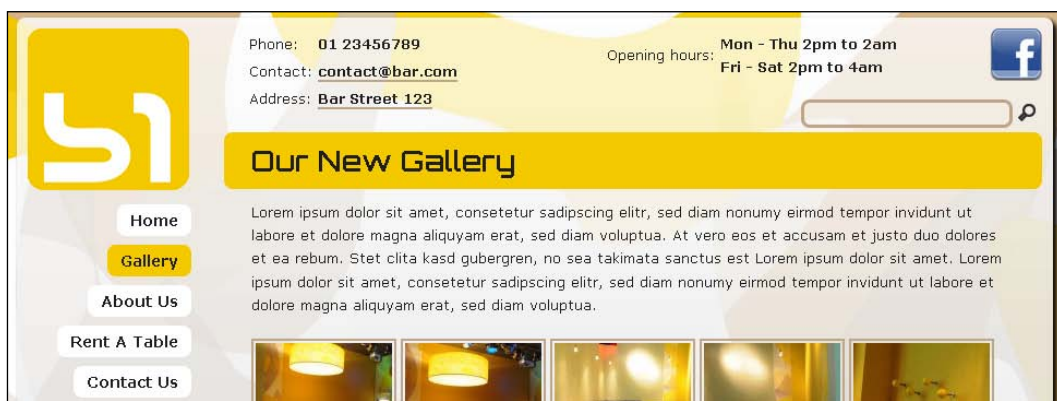 Phone: 01 23456789
Contact: contact@bar.com
Address: Bar Street 123
Opening hours: Mon - Thu 2pm to 2am
Fri - Sat 2pm to 4am
f
b1
Our New Gallery
Home
Gallery
About Us
Rent A Table
Contact Us
Lorem ipsum dolor sit amet, consetetur sadipscing elitr, sed diam nonumy eirmod tempor invidunt ut
labore et dolore magna aliquyam erat, sed diam voluptua. At vero eos et accusam et justo duo dolores
et ea rebum. Stet clita kasd gubergren, no sea takimata sanctus est Lorem ipsum dolor sit amet. Lorem
ipsum dolor sit amet, consetetur sadipscing elitr, sed diam nonumy eirmod tempor invidunt ut labore et
dolore magna aliquyam erat, sed diam voluptua.